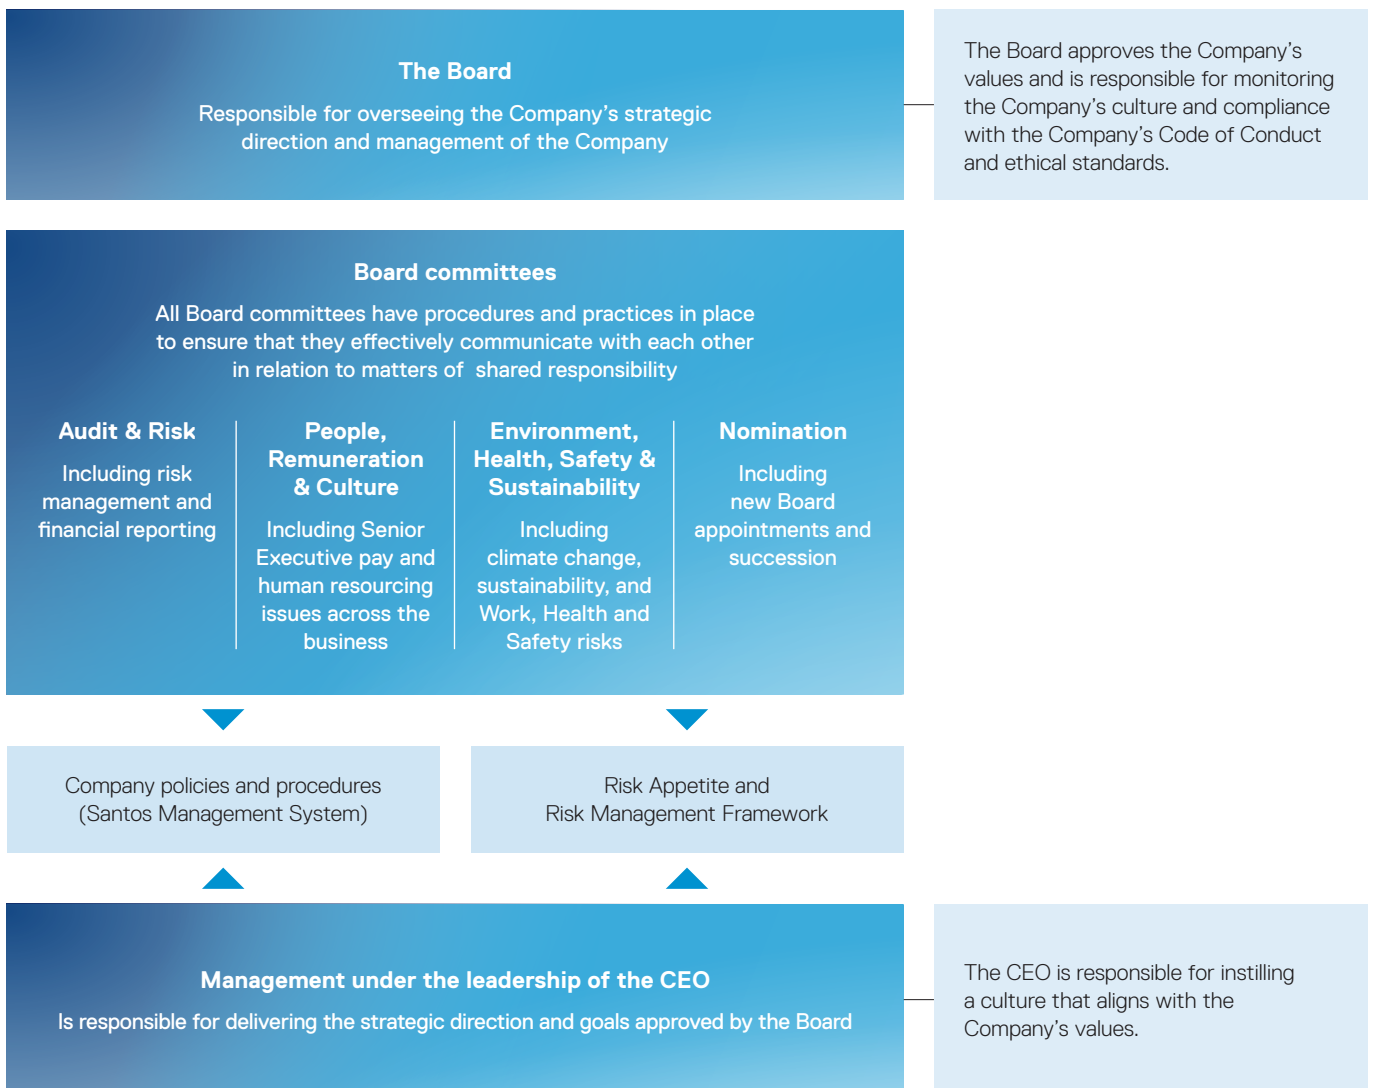 The Board
Responsible for overseeing the Company's strategic
direction and management of the Company
The Board approves the Company's
values and is responsible for monitoring
the Company's culture and compliance
with the Company's Code of Conduct
and ethical standards.
Board committees
All Board committees have procedures and practices in place
to ensure that they effectively communicate with each other
in relation to matters of shared responsibility
Audit & Risk
Including risk
management and
financial reporting
People,
Remuneration
& Culture
Including Senior
Executive pay and
human resourcing
issues across the
business
Environment,
Health, Safety &
Sustainability
Including
climate change,
sustainability, and
Work, Health and
Safety risks
Nomination
Including
new Board
appointments and
succession
Company policies and procedures
(Santos Management System)
Risk Appetite and
Risk Management Framework
Management under the leadership of the CEO
Is responsible for delivering the strategic direction and goals approved by the Board
The CEO is responsible for instilling
a culture that aligns with the
Company's values.